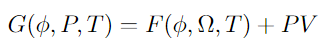 G(ϕ, P, T) = F(ϕ, Ω, T) + PV